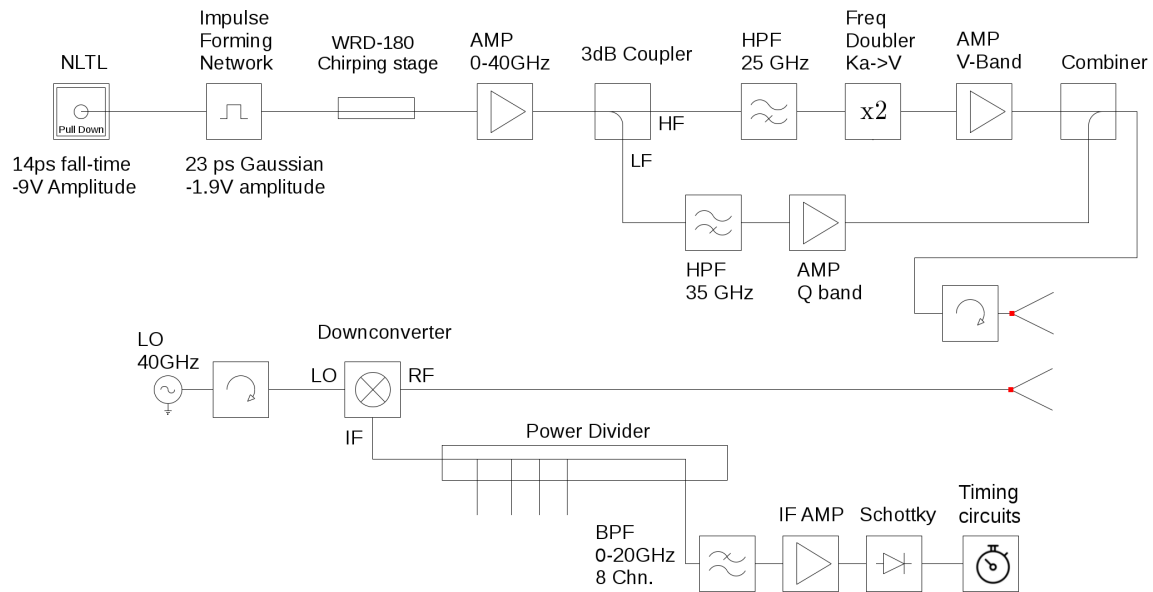 NLTL
Pull Down
14ps fall-time
-9V Amplitude
Impulse
Forming
Network
23 ps Gaussian
-1.9V amplitude
WRD-180
Chirping stage
AMP
0-40GHz
3dB Coupler
HF
LF
HPF
25 GHz
Freq
Doubler
Ka->V
x2
AMP
V-Band
Combiner
HPF
35 GHz
AMP
Q band
LO
40GHz
Downconverter
LO
RF
IF
Power Divider
BPF
0-20GHz
8 Chn.
IF AMP
Schottky
Timing
circuits